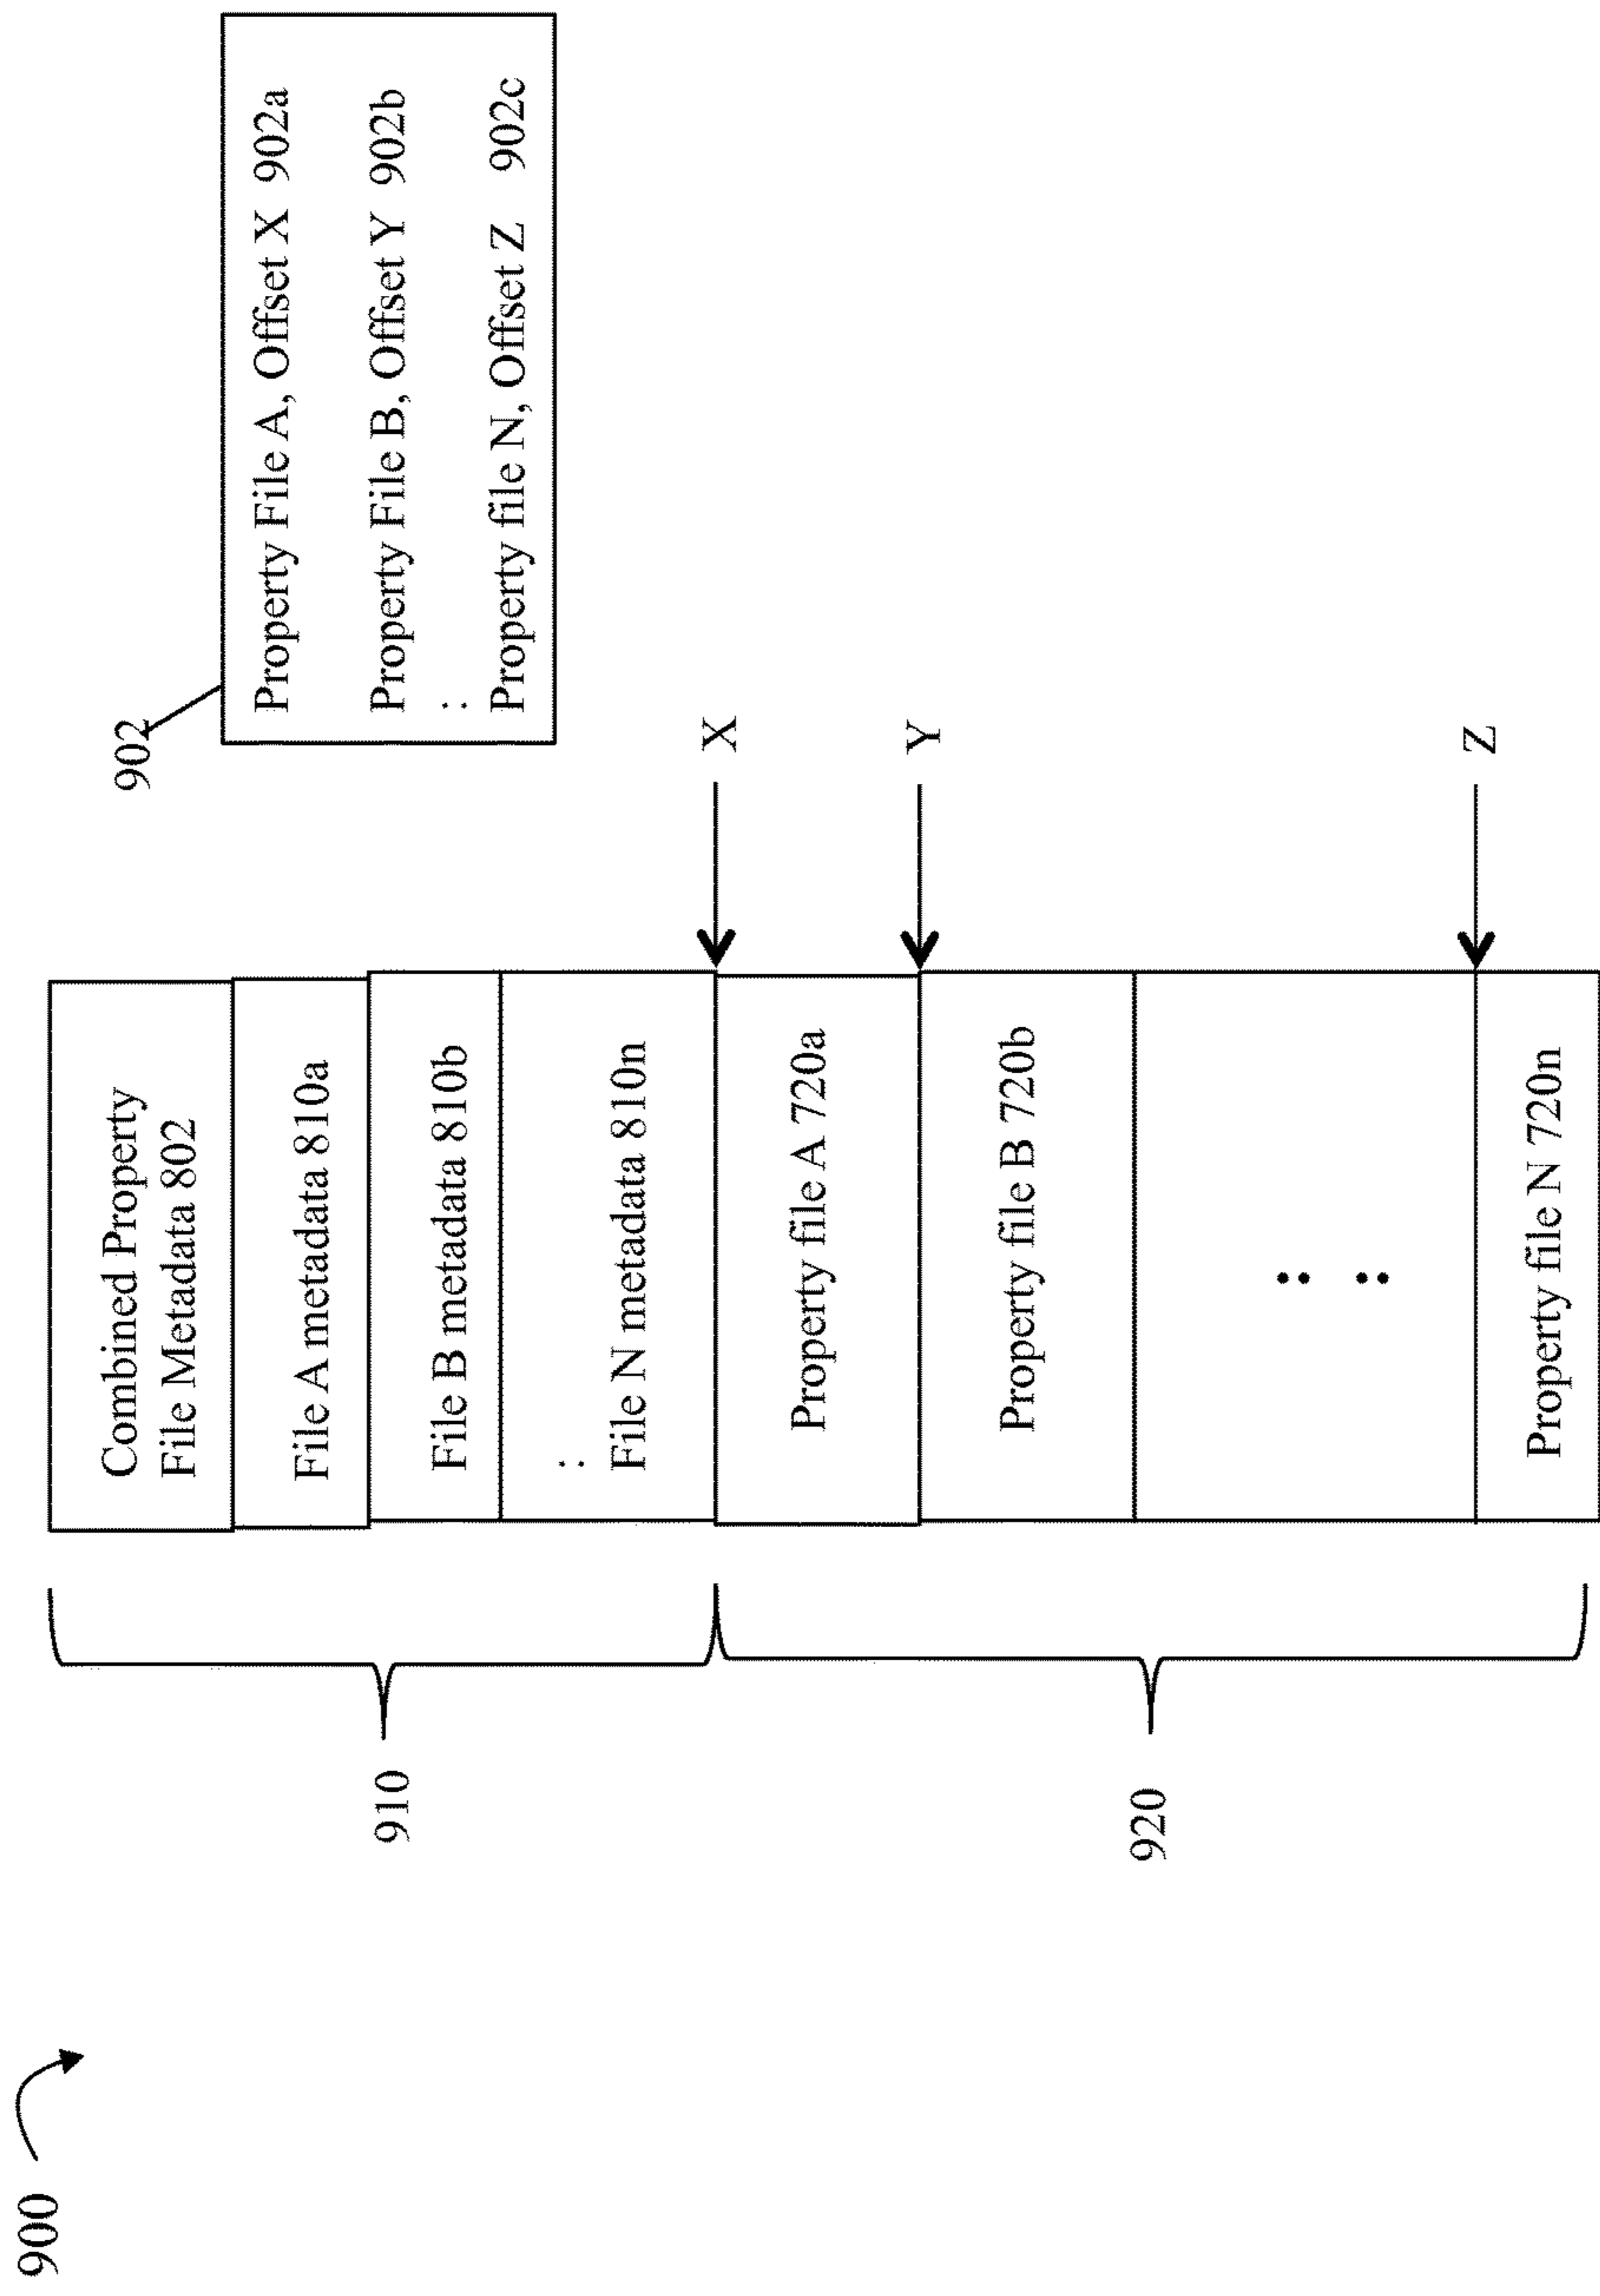 900
910
920
Combined Property
File Metadata 802
File A metadata 810a
File B metadata 810b
:
File N metadata 810n
Property file A 720a
Property file B 720b
: :
Property file N 720n
X
Y
Z
902
Property File A, Offset X 902a
Property File B, Offset Y 902b
:
Property file N, Offset Z 902c